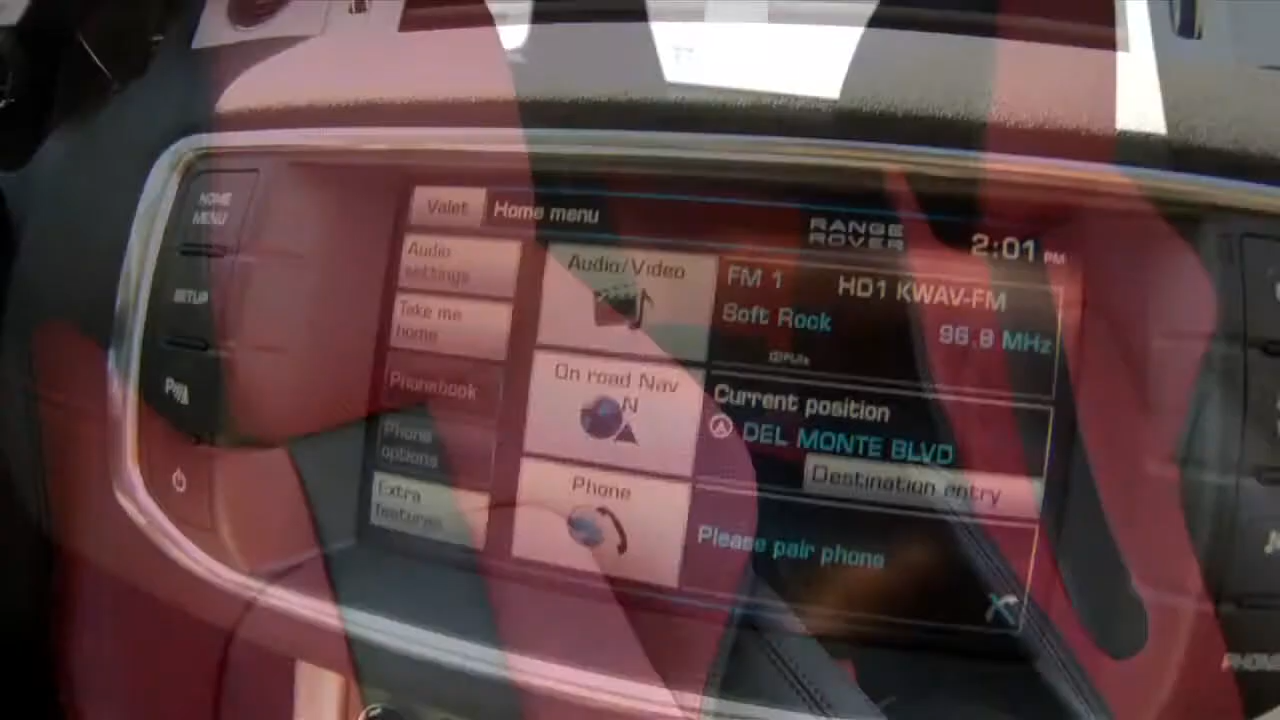 HOME
MENU
SETUP
Valet
Home menu
RANGE
ROVER
2:01 PM
Audio
settings
Take me
home
Phonebook
Phone
options
Extra
features
Audio/Video
On road Nav
N
Phone
FM 1
HD1 KWAV-FM
Soft Rock
96.9 MHz
Current position
DEL MONTE BLVD
Destination entry
Please pair phone